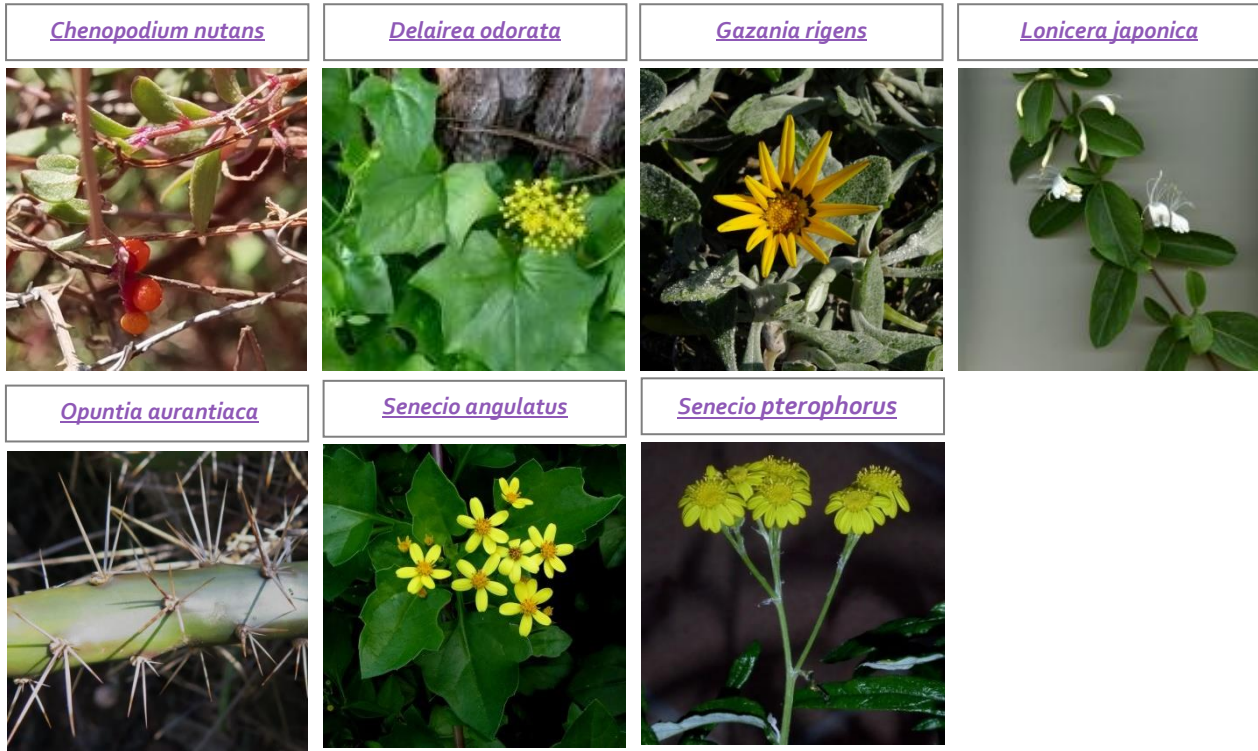 Chenopodium nutans
Delairea odorata
Gazania rigens
Lonicera japonica
Opuntia aurantiaca
Senecio angulatus
Senecio pterophorus